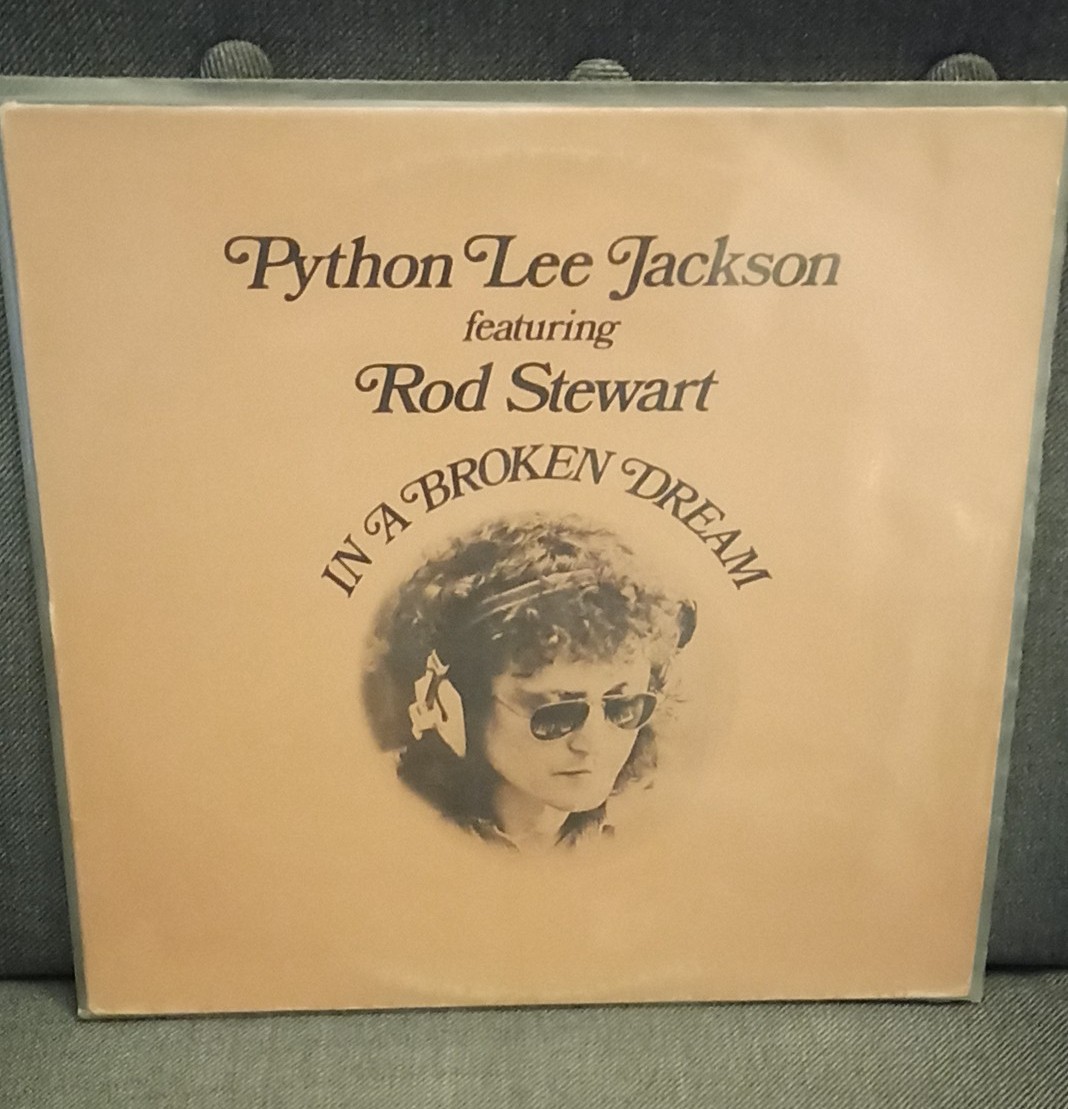 Python Lee Jackson
featuring
Rod Stewart
IN A BROKEN DREAM